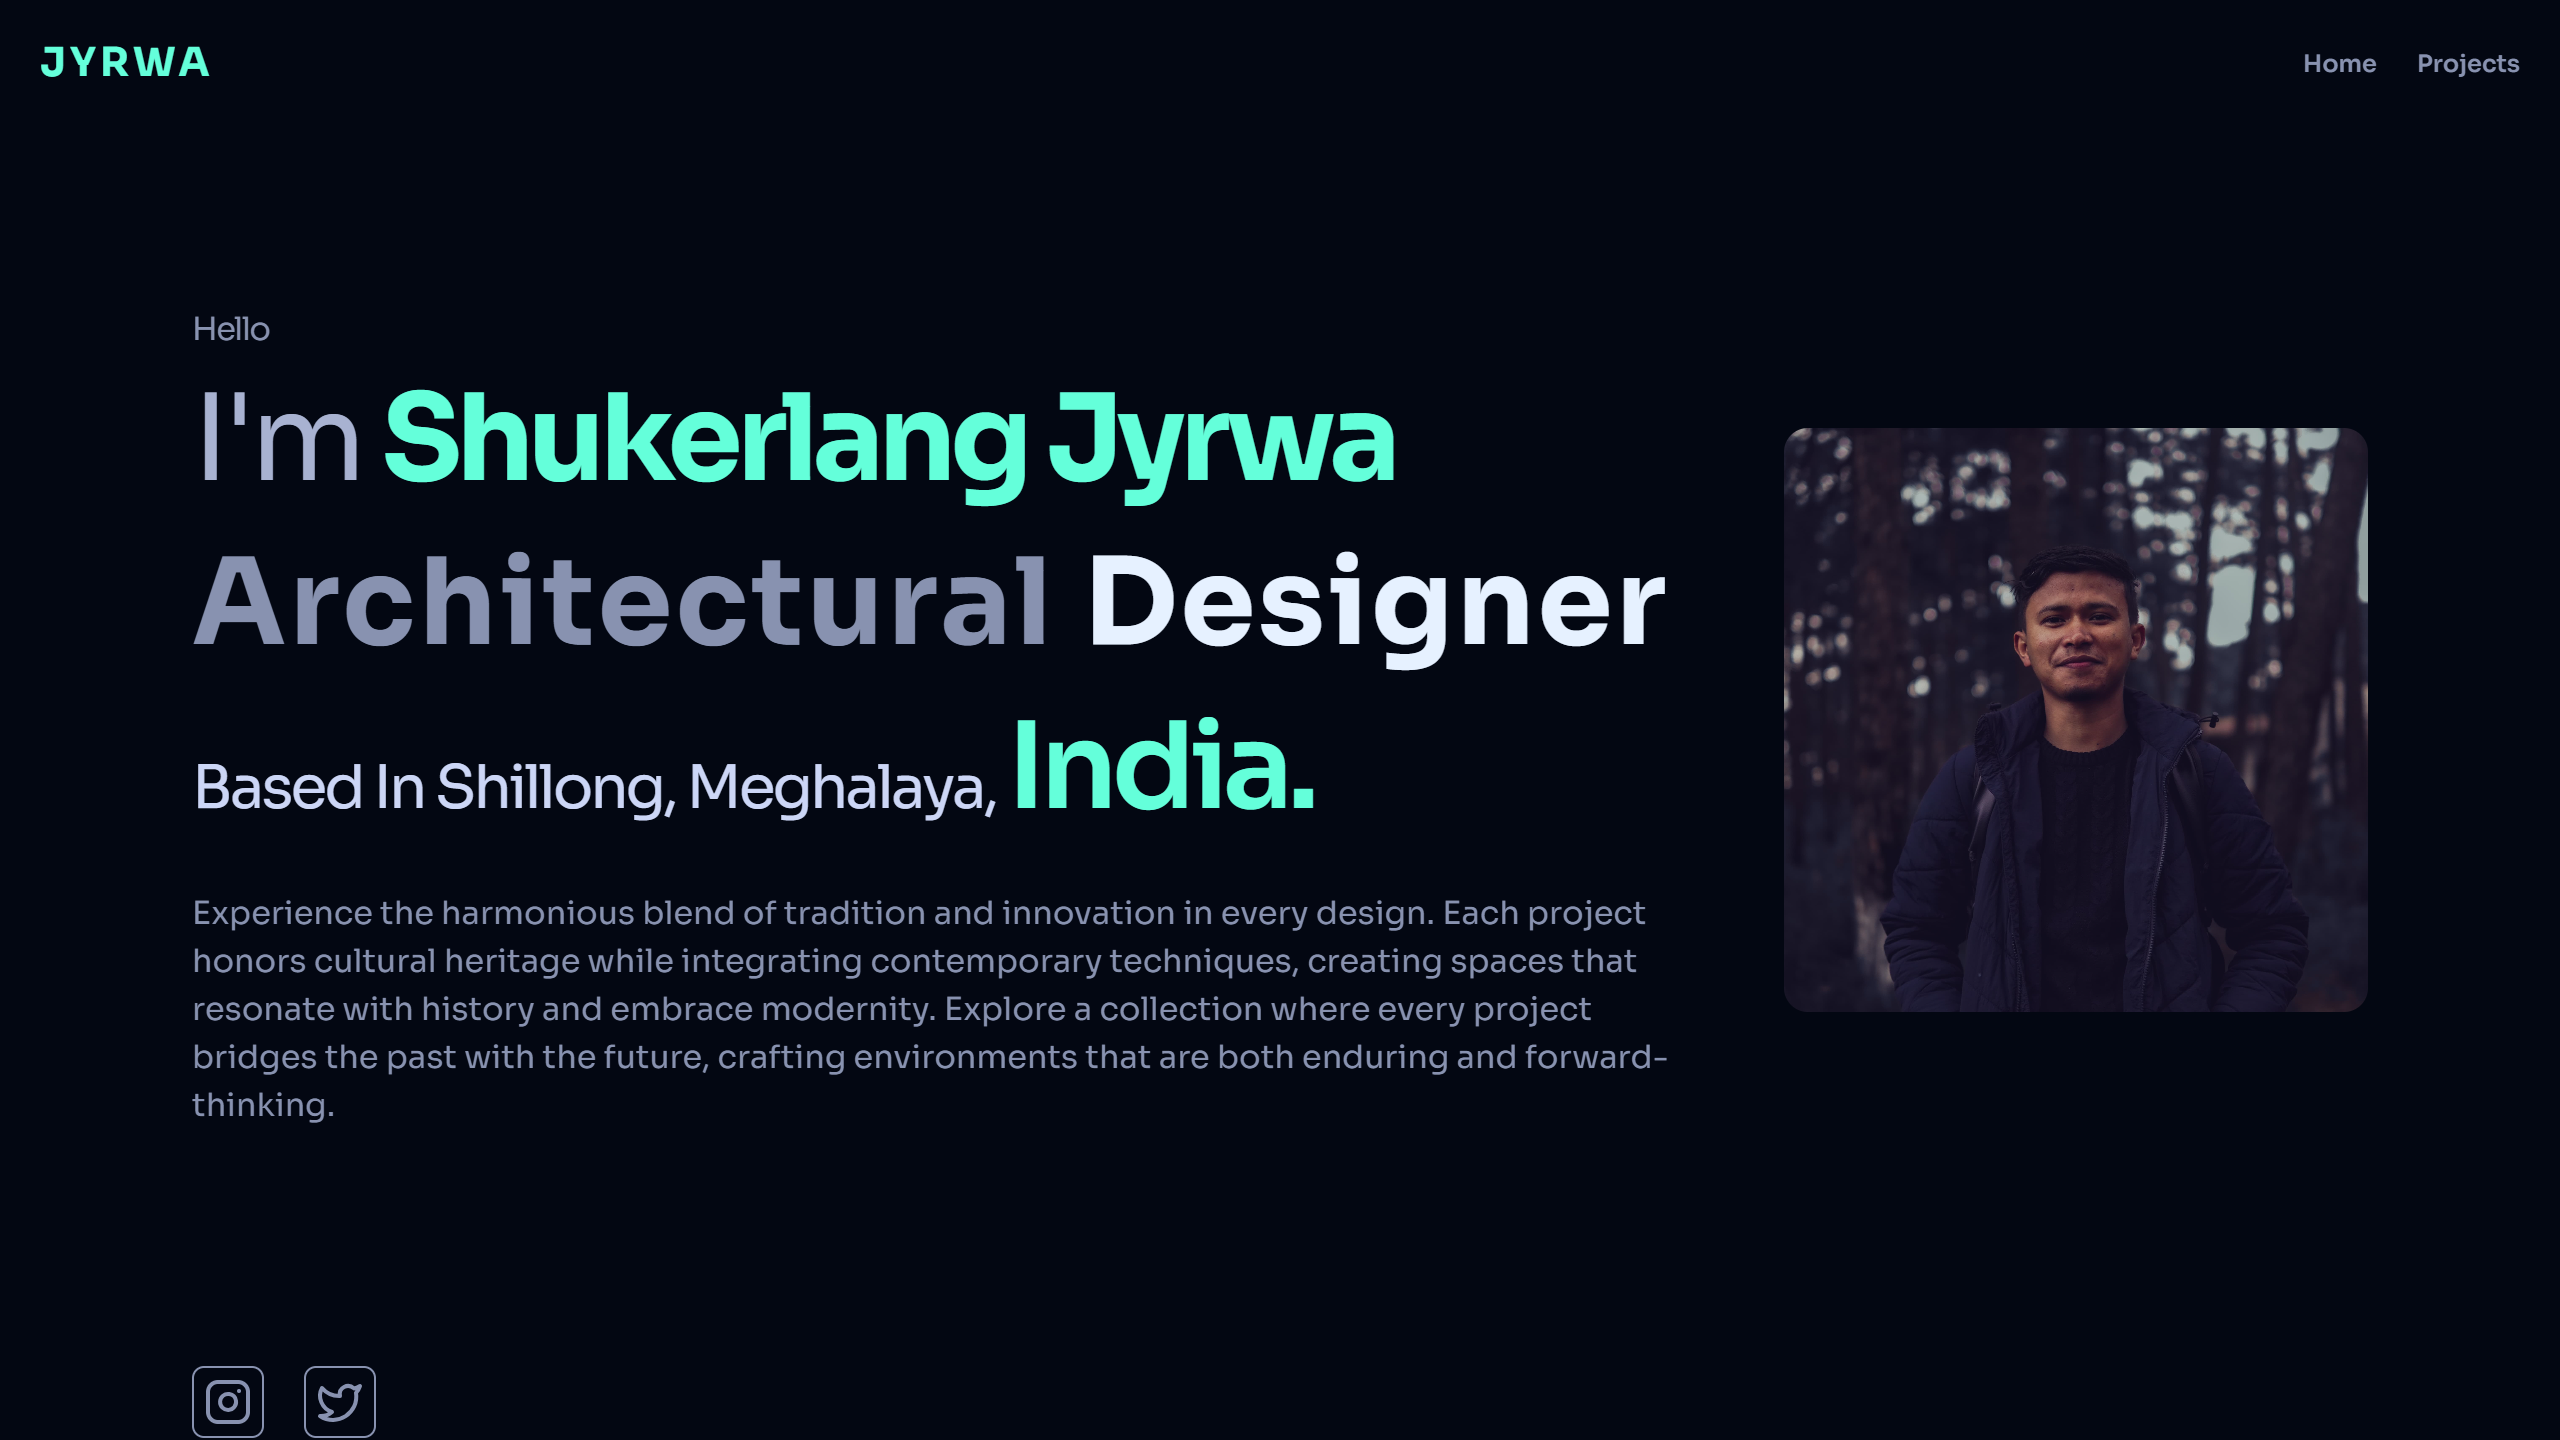 JYRWA
Home
Projects
Hello
I'm Shukerlang Jyrwa
Architectural Designer
Based In Shillong, Meghalaya, India.
Experience the harmonious blend of tradition and innovation in every design. Each project
honors cultural heritage while integrating contemporary techniques, creating spaces that
resonate with history and embrace modernity. Explore a collection where every project
bridges the past with the future, crafting environments that are both enduring and forward-
thinking.